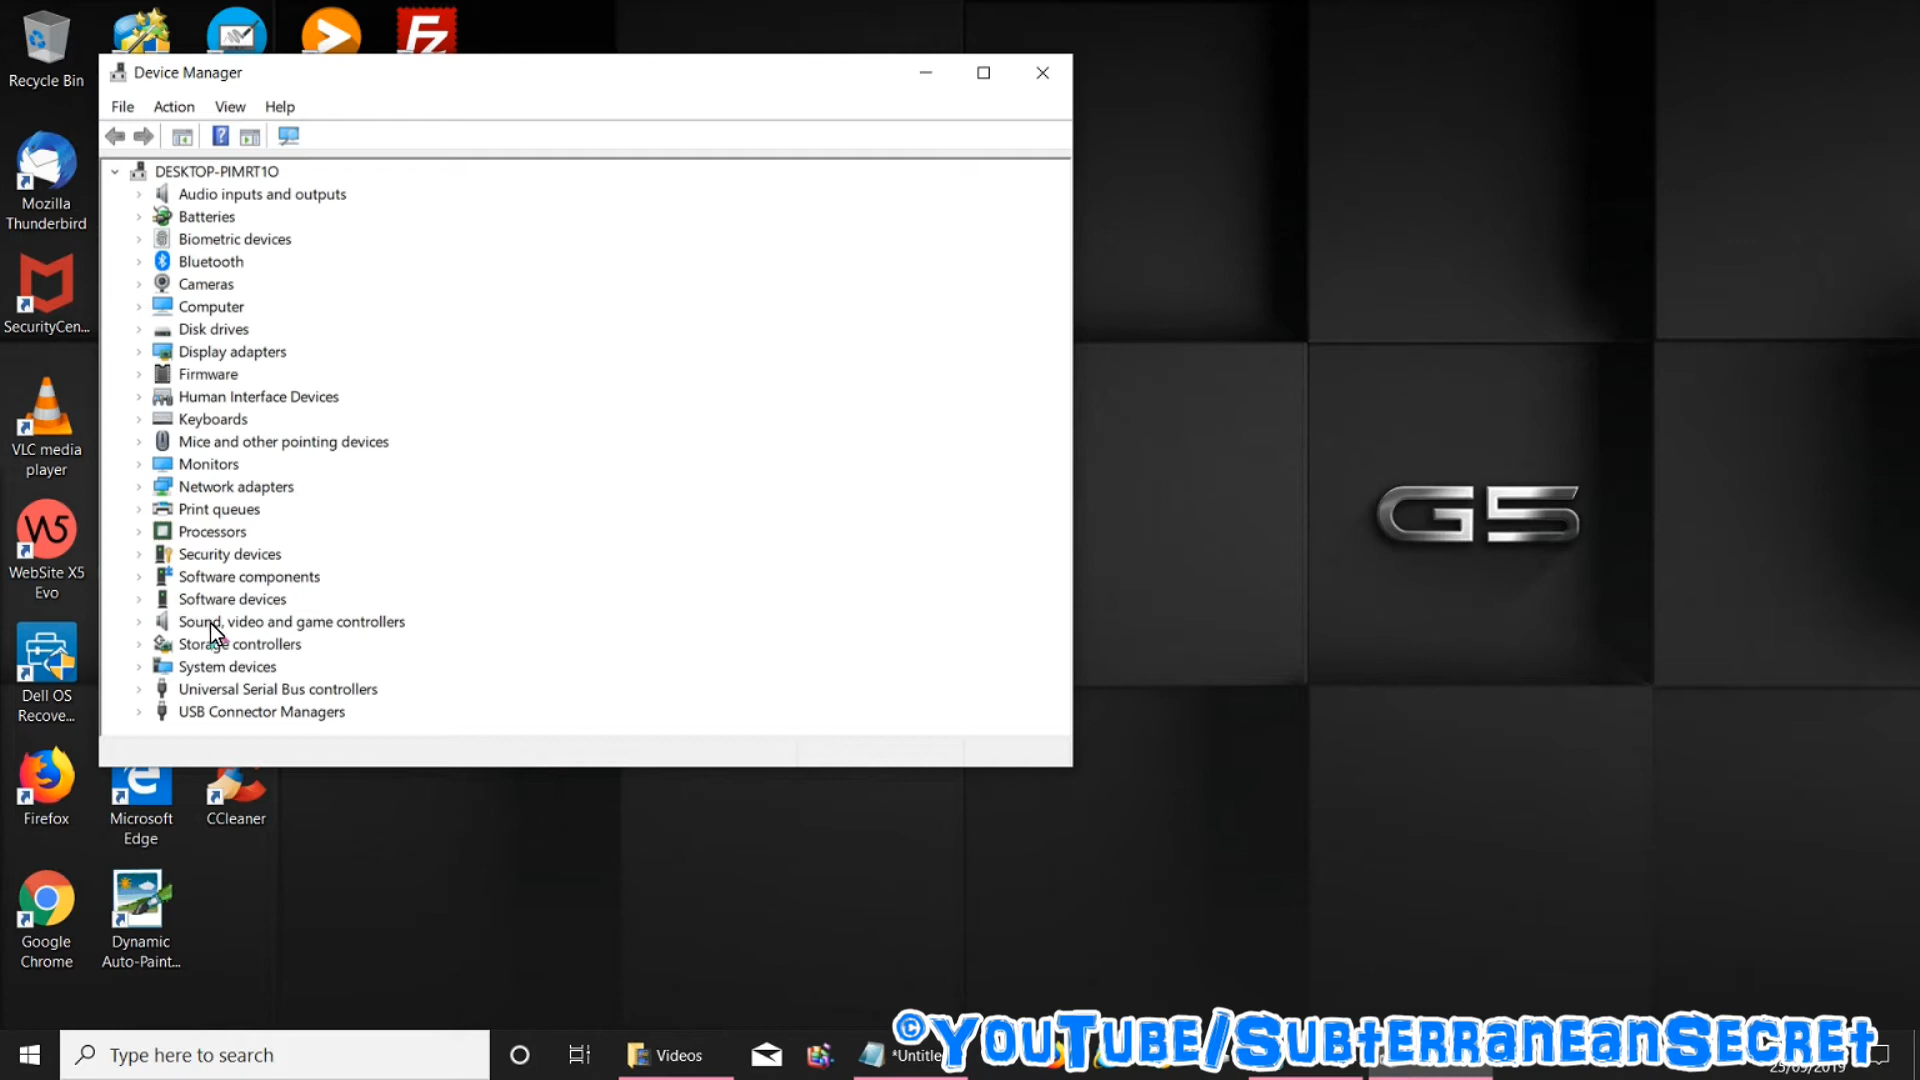 Recycle Bin
Device Manager
File Action View Help
DESKTOP-PIMRT1O
Audio inputs and outputs
Batteries
Biometric devices
Bluetooth
Cameras
Computer
Disk drives
Display adapters
Firmware
Human Interface Devices
Keyboards
Mice and other pointing devices
Monitors
Network adapters
Print queues
Processors
Security devices
Software components
Software devices
Sound, video and game controllers
Storage controllers
System devices
Universal Serial Bus controllers
USB Connector Managers
Mozilla
Thunderbird
SecurityCen...
VLC media
player
W5
WebSite X5
Evo
Dell OS
Recove...
Firefox
Microsoft
Edge
CCleaner
Google
Chrome
Dynamic
Auto-Paint...
Fz
G5
Type here to search
Videos
*Untitle
©YouTube/SubterraneanSecret